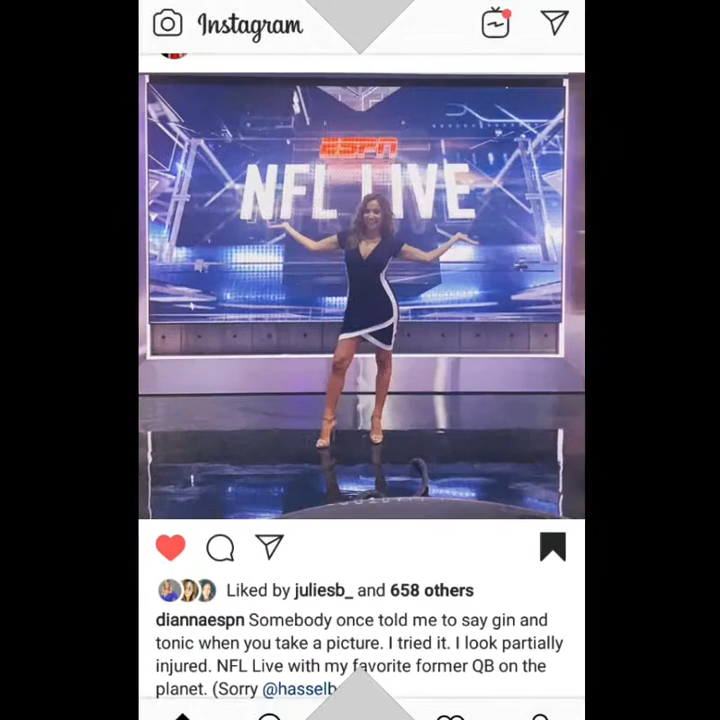 Instagram
ESPN
NFL LIVE
Liked by juliesb_ and 658 others
diannaespn Somebody once told me to say gin and
tonic when you take a picture. I tried it. I look partially
injured. NFL Live with my favorite former QB on the
planet. (Sorry @hasselb